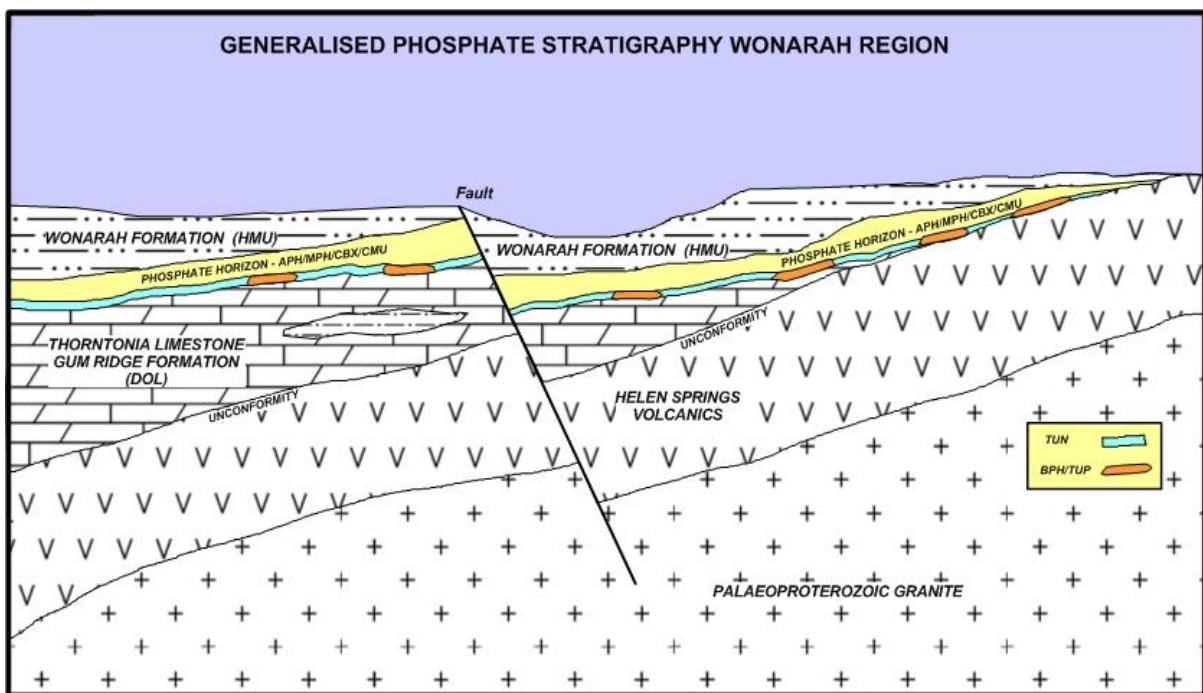 GENERALISED PHOSPHATE STRATIGRAPHY WONARAH REGION
Fault
WONARAH FORMATION (HMU)
WONARAH FORMATION (HMU)
PHOSPHATE HORIZON - APH/MPH/CBX/CMU
PHOSPHATE HORIZON - APH/MPH/CBX/CMU
THORNTONIA LIMESTONE
GUM RIDGE FORMATION
(DOL)
UNCONFORMITY
UNCONFORMITY
HELEN SPRINGS
VOLCANICS
TUN
BPH/TUP
PALAEOPROTEROZOIC GRANITE